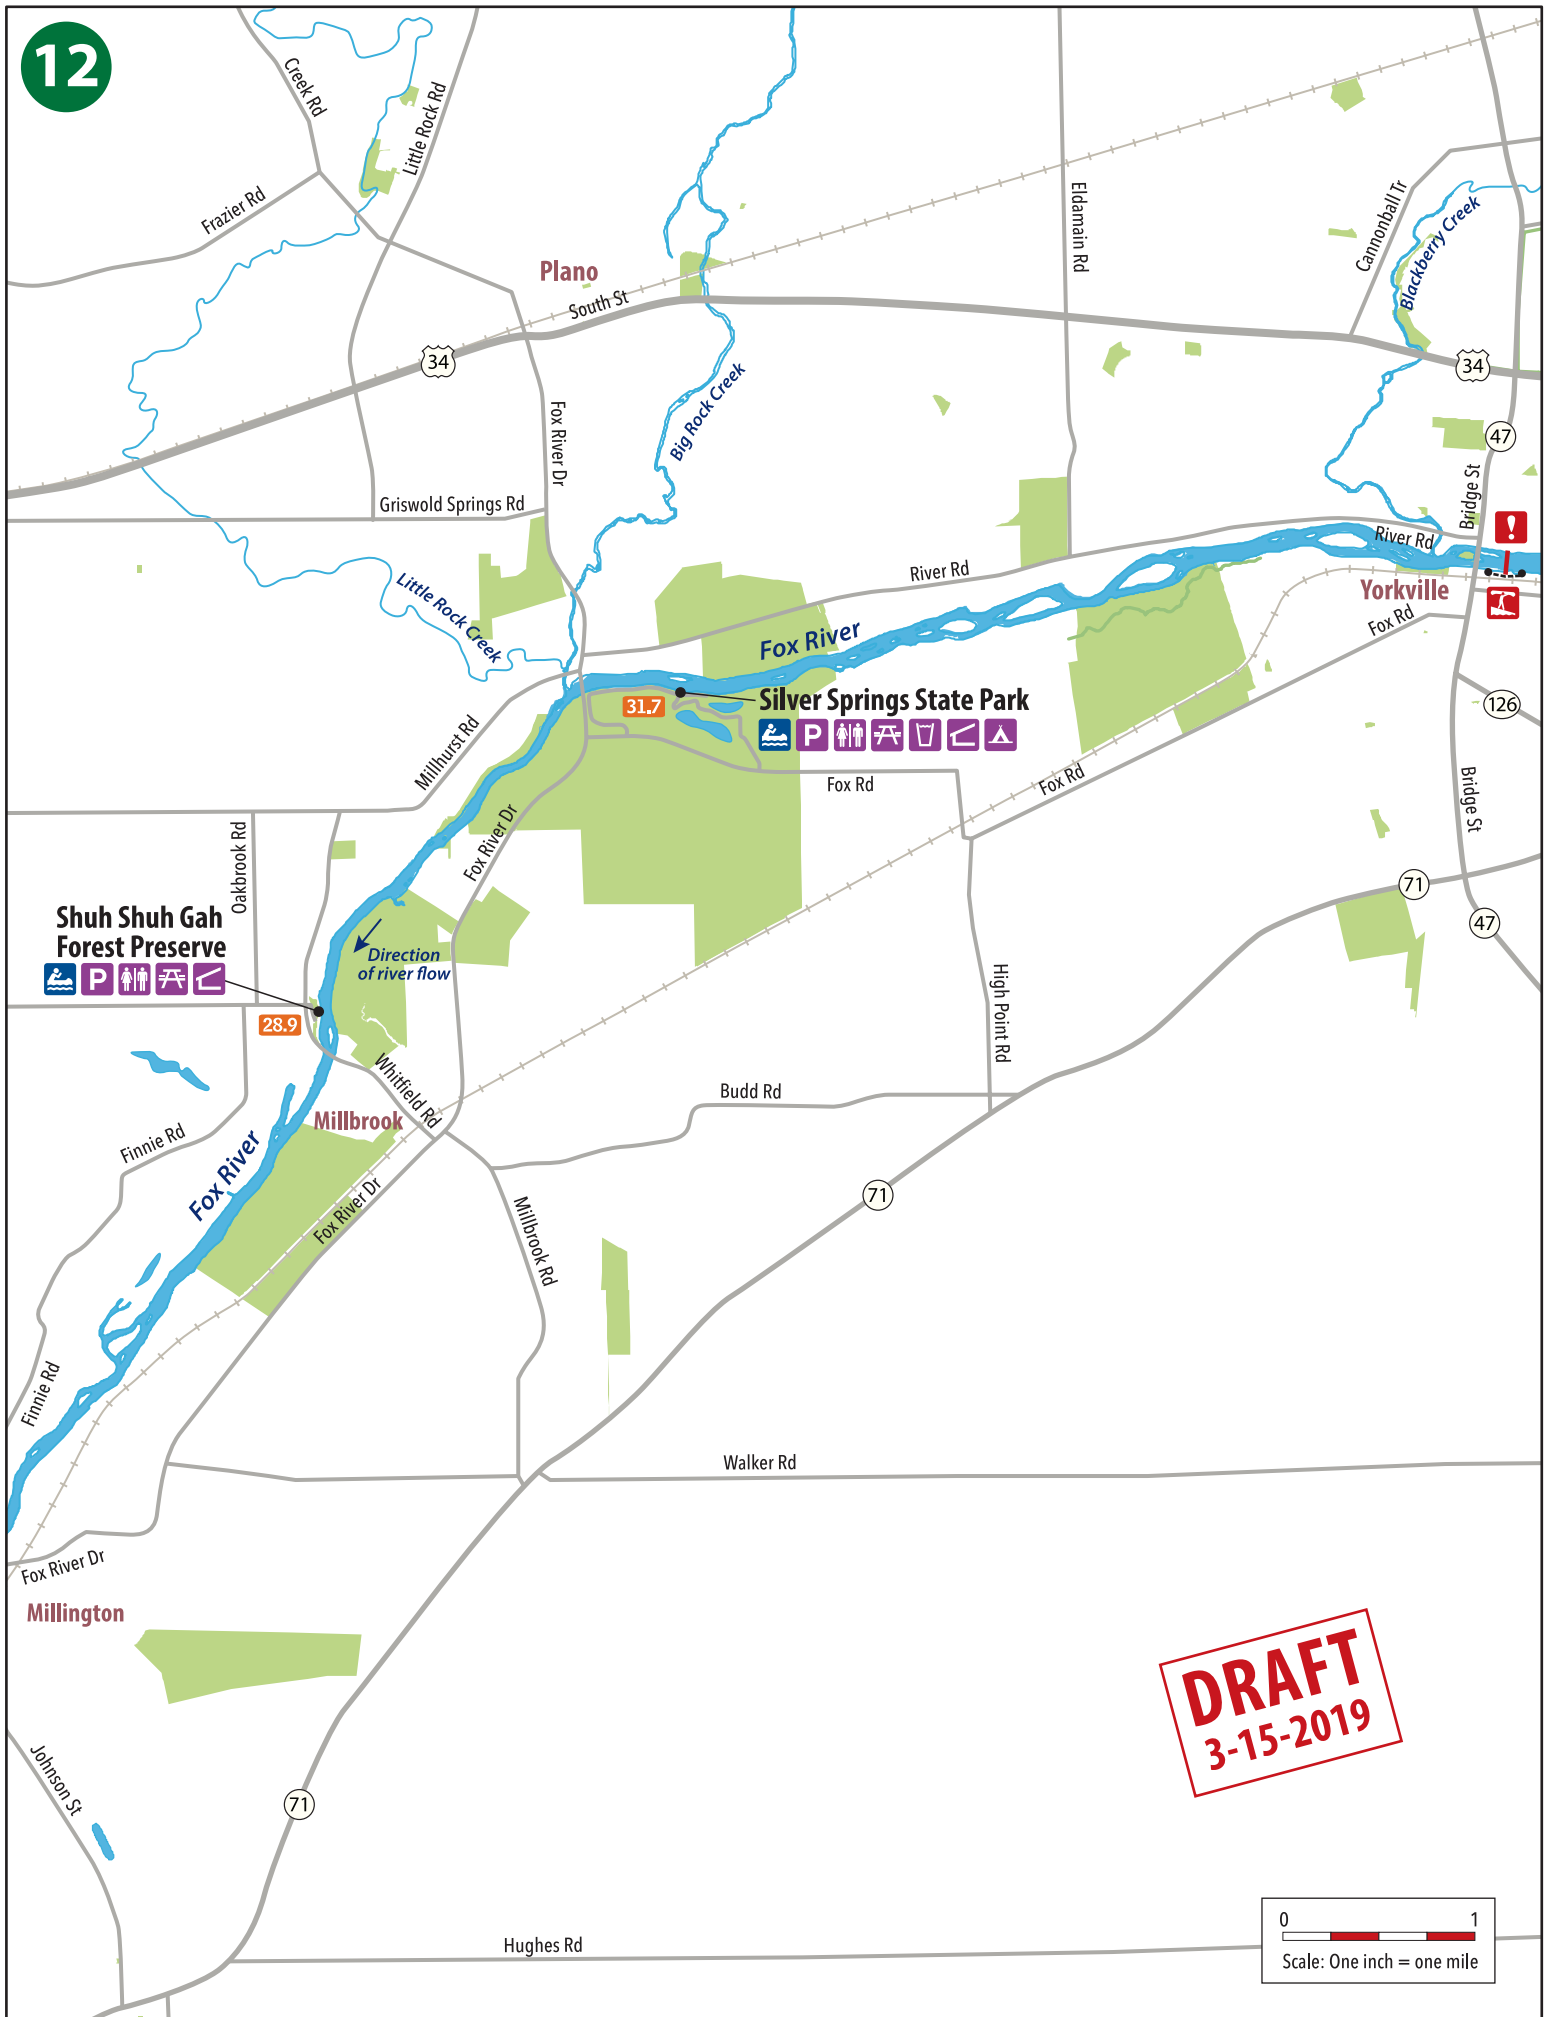 12
Creek Rd
Little Rock Rd
Frazier Rd
Plano
South St
34
Eldamain Rd
Cannonball Tr
Blackberry Creek
34
47
Bridge St
Big Rock Creek
Fox River Dr
Griswold Springs Rd
Little Rock Creek
River Rd
River Rd
!
Yorkville
Fox Rd
Fox River
31.7
Silver Springs State Park
P
126
Millhurst Rd
Fox Rd
Fox Rd
Bridge St
Oakbrook Rd
Fox River Dr
71
47
Shuh Shuh Gah
Forest Preserve
P
Direction
of river flow
28.9
High Point Rd
Whitfield Rd
Budd Rd
Millbrook
Finnie Rd
Fox River
Fox River Dr
Millbrook Rd
71
Finnie Rd
Walker Rd
Fox River Dr
Millington
DRAFT
3-15-2019
Johnson St
71
Hughes Rd
0 1
Scale: One inch = one mile